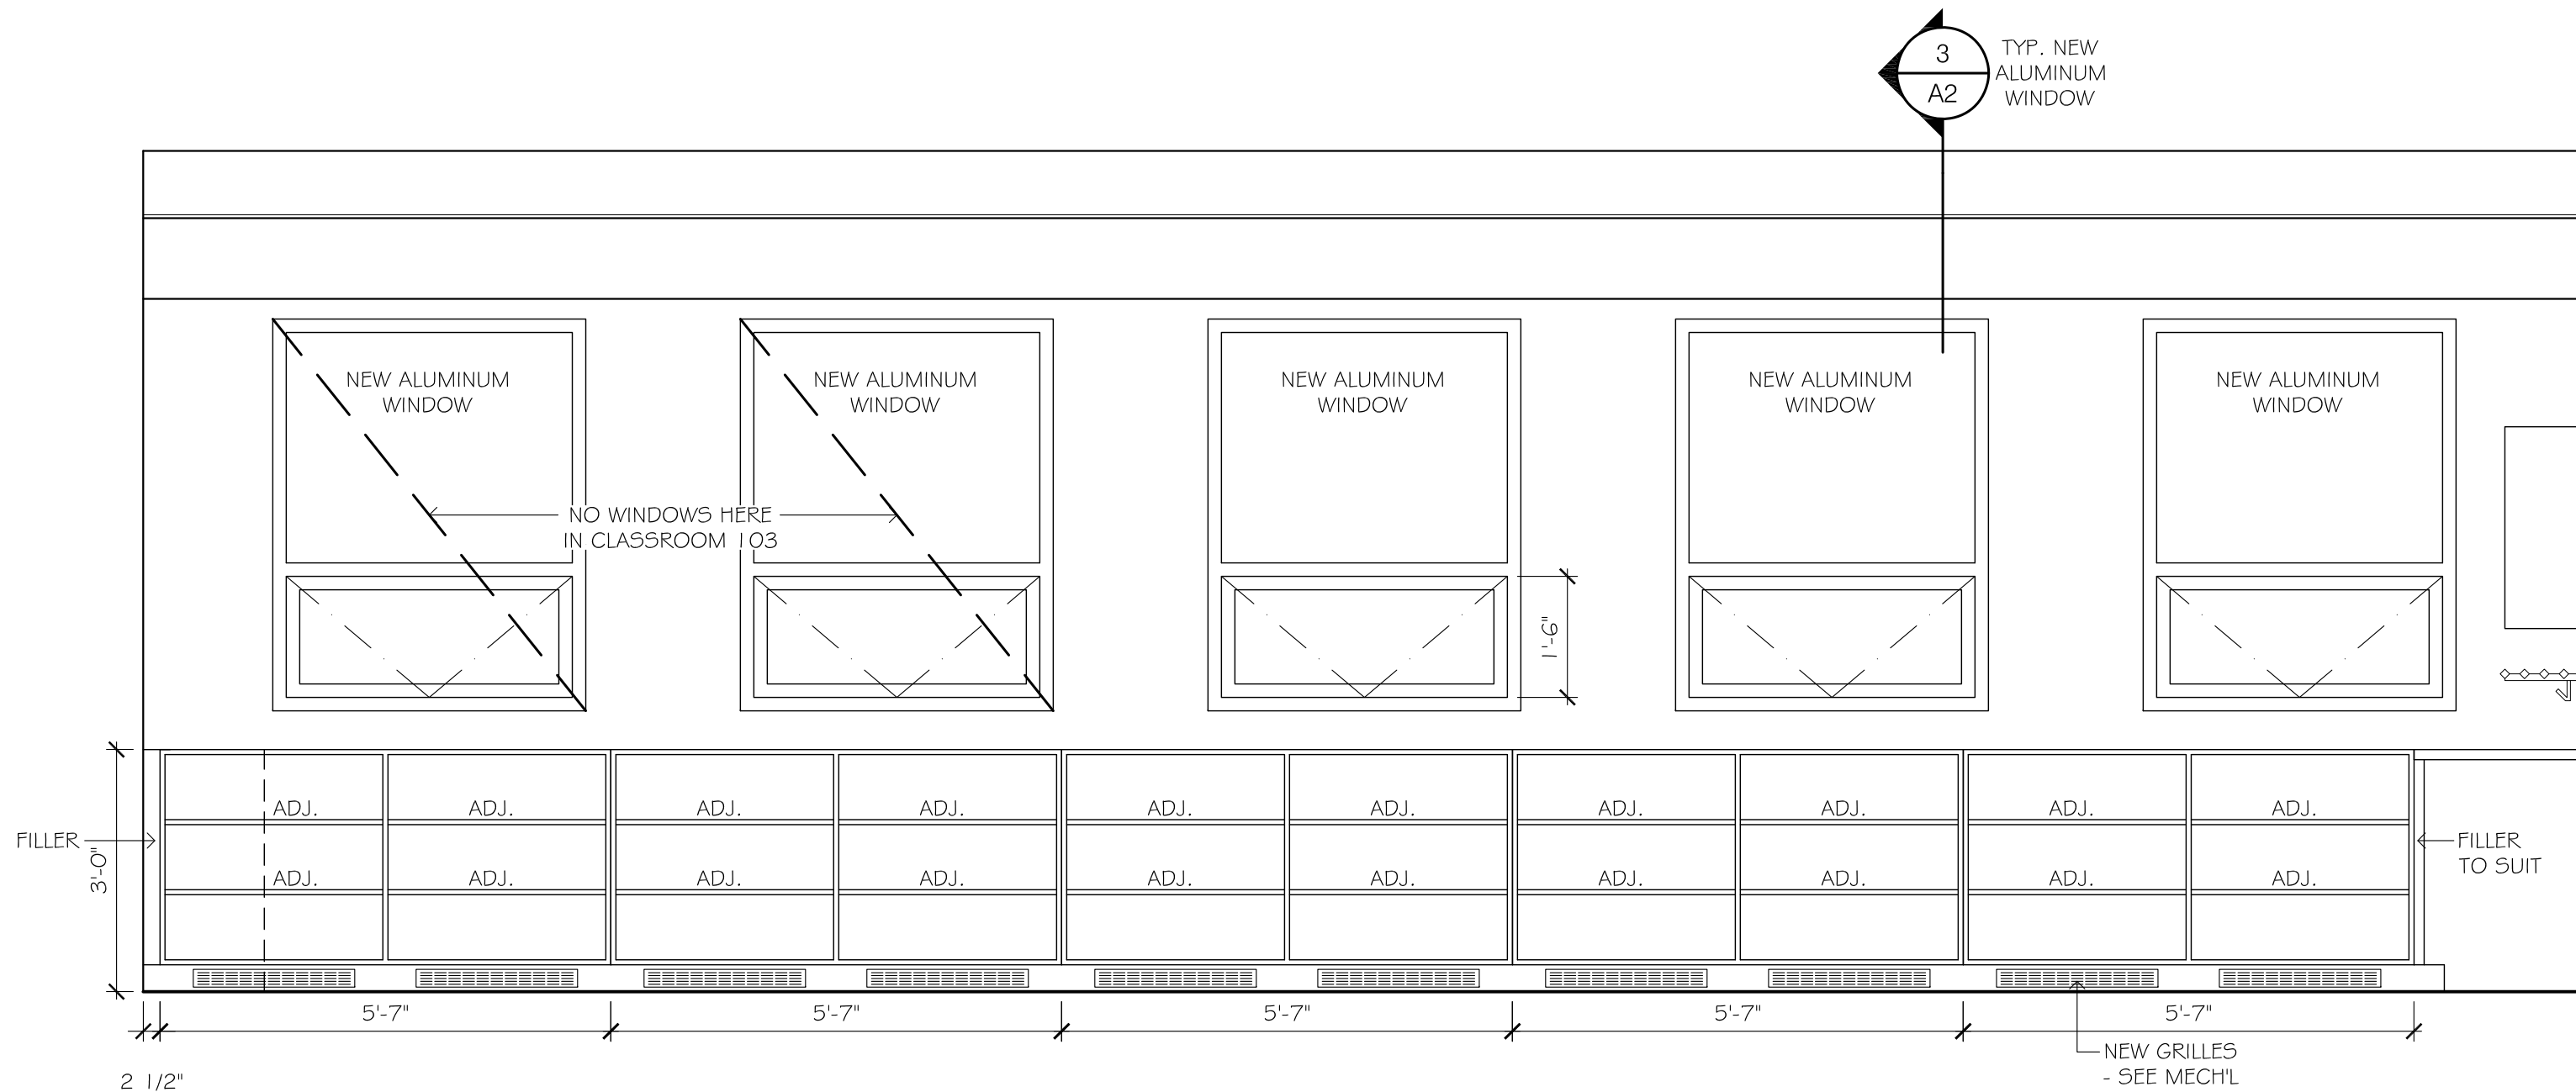 3
A2
TYP. NEW
ALUMINUM
WINDOW
NEW ALUMINUM
WINDOW
NEW ALUMINUM
WINDOW
NEW ALUMINUM
WINDOW
NEW ALUMINUM
WINDOW
NEW ALUMINUM
WINDOW
NO WINDOWS HERE
IN CLASSROOM 103
1'-6"
ADJ. ADJ. ADJ. ADJ. ADJ. ADJ. ADJ. ADJ. ADJ. ADJ.
FILLER
3'-0"
FILLER
TO SUIT
ADJ. ADJ. ADJ. ADJ. ADJ. ADJ. ADJ. ADJ. ADJ. ADJ.
5'-7" 5'-7" 5'-7" 5'-7" 5'-7"
2 1/2"
NEW GRILLES
- SEE MECH'L